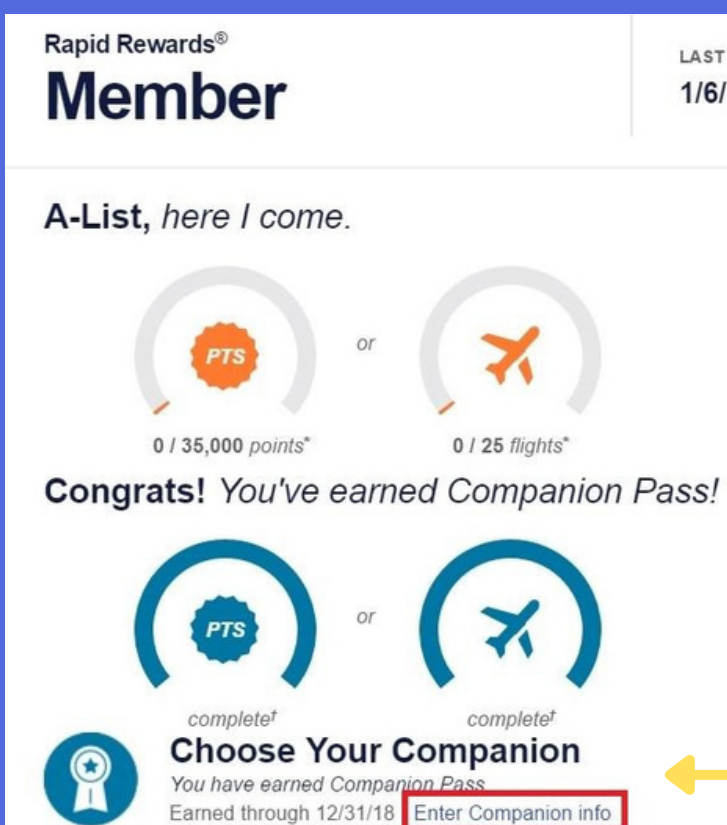 Rapid Rewards®
Member
LAST
1/6/
A-List, here I come.
PTS
or
0 / 35,000 points*
0 / 25 flights*
Congrats! You've earned Companion Pass!
PTS
or
complete†
complete†
Choose Your Companion
You have earned Companion Pass
Earned through 12/31/18 Enter Companion info